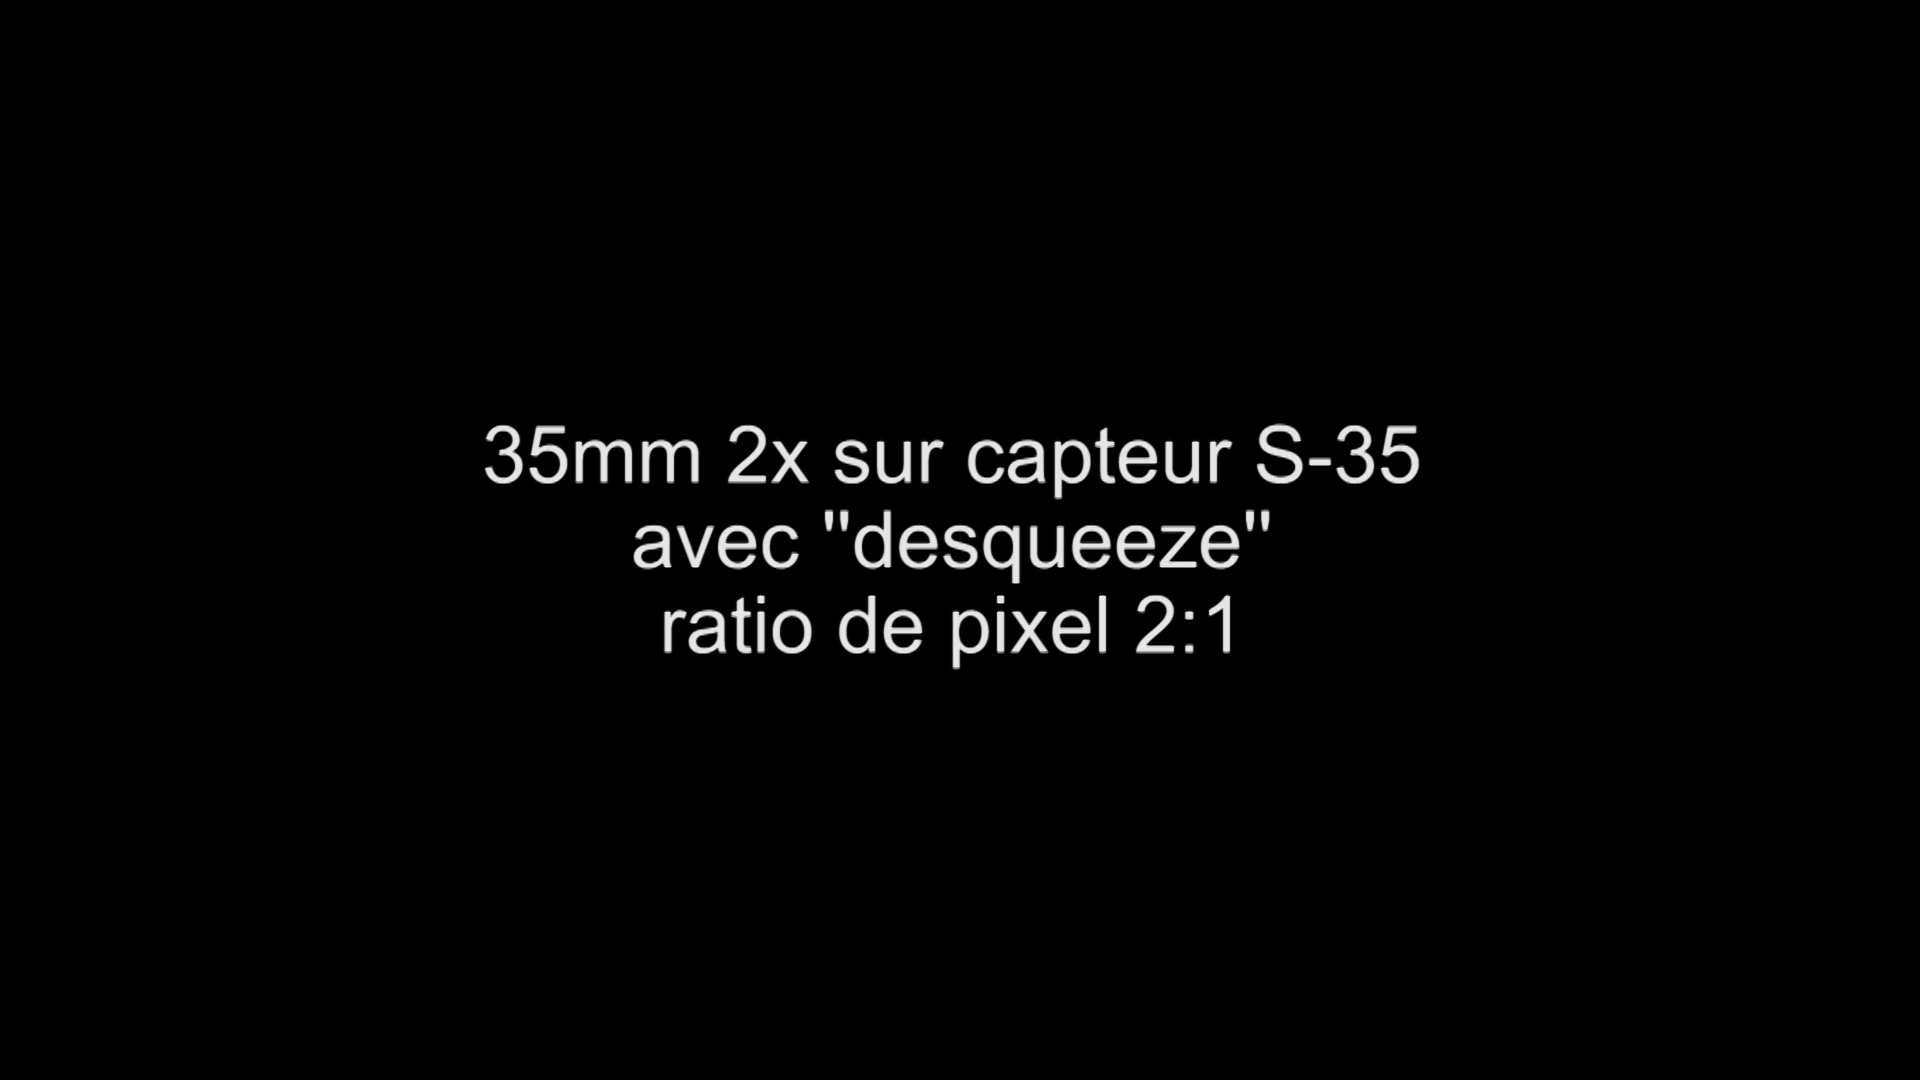 35mm 2x sur capteur S-35
avec "desqueeze"
ratio de pixel 2:1